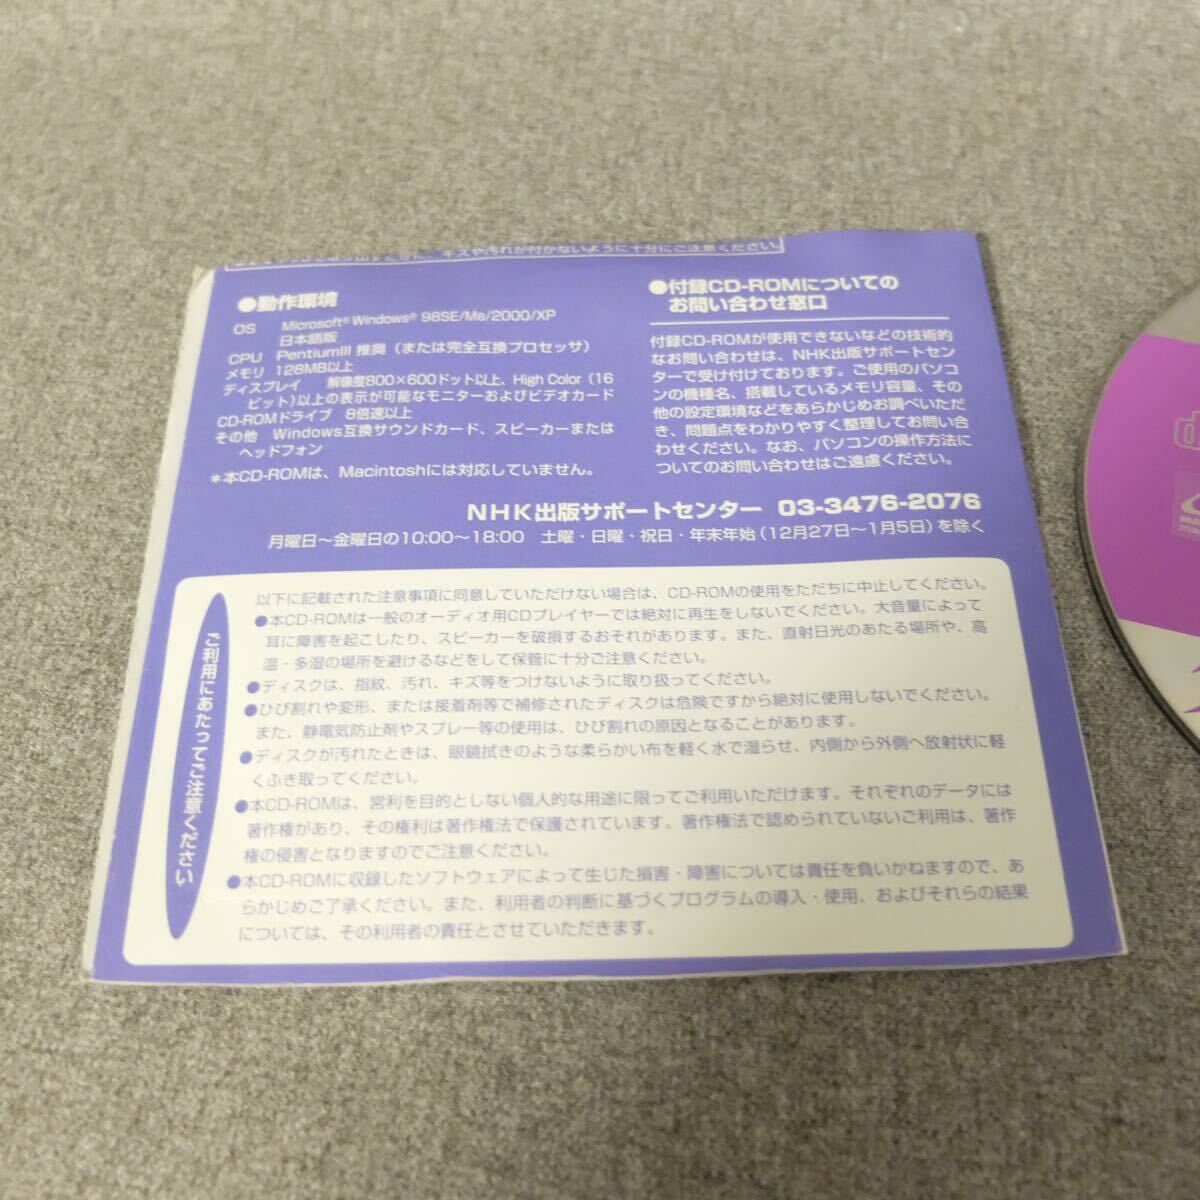 キズや汚れが付かないように十分にご注意ください。
●動作環境
OS Microsoft® Windows® 98SE/Me/2000/XP
日本語版
CPU PentiumIII 推奨（または完全互換プロセッサ）
メモリ 128MB以上
ディスプレイ 解像度800×600ドット以上、High Color（16
ビット）以上の表示が可能なモニターおよびビデオカード
CD-ROMドライブ 8倍速以上
その他 Windows互換サウンドカード、スピーカーまたは
ヘッドフォン
＊本CD-ROMは、Macintoshには対応していません。
●付録CD-ROMについての
お問い合わせ窓口
付録CD-ROMが使用できないなどの技術的
なお問い合わせは、NHK出版サポートセン
ターで受け付けております。ご使用のパソコ
ンの機種名、搭載しているメモリ容量、その
他の設定環境などをあらかじめお調べいただ
き、問題点をわかりやすく整理してお問い合
わせください。なお、パソコンの操作方法に
ついてのお問い合わせはご遠慮ください。
NHK出版サポートセンター 03-3476-2076
月曜日～金曜日の10:00～18:00 土曜・日曜・祝日・年末年始（12月27日～1月5日）を除く
ご利用にあたってご注意ください
以下に記載された注意事項に同意していただけない場合は、CD-ROMの使用をただちに中止してください。
●本CD-ROMは一般のオーディオ用CDプレイヤーでは絶対に再生をしないでください。大音量によって
耳に障害を起こしたり、スピーカーを破損するおそれがあります。また、直射日光のあたる場所や、高
温・多湿の場所を避けるなどをして保管に十分ご注意ください。
●ディスクは、指紋、汚れ、キズ等をつけないように取り扱ってください。
●ひび割れや変形、または接着剤等で補修されたディスクは危険ですから絶対に使用しないでください。
また、静電気防止剤やスプレー等の使用は、ひび割れの原因となることがあります。
●ディスクが汚れたときは、眼鏡拭きのような柔らかい布を軽く水で湿らせ、内側から外側へ放射状に軽
くふき取ってください。
●本CD-ROMは、営利を目的としない個人的な用途に限ってご利用いただけます。それぞれのデータには
著作権があり、その権利は著作権法で保護されています。著作権法で認められていないご利用は、著作
権の侵害となりますのでご注意ください。
●本CD-ROMに収録したソフトウェアによって生じた損害・障害については責任を負いかねますので、あ
らかじめご了承ください。また、利用者の判断に基づくプログラムの導入・使用、およびそれらの結果
については、その利用者の責任とさせていただきます。